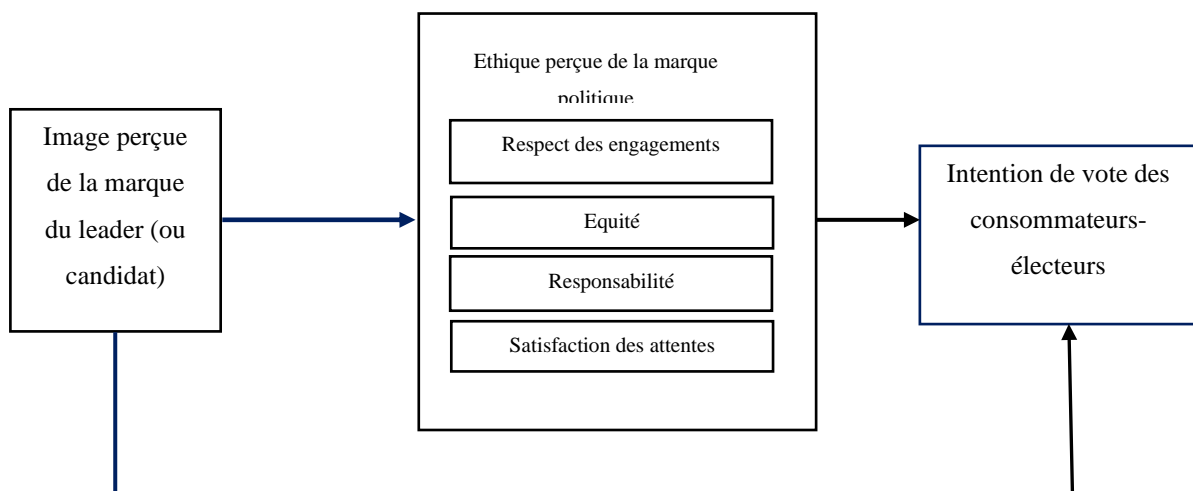 Image perçue
de la marque
du leader (ou
candidat)
Ethique perçue de la marque
politique
Respect des engagements
Equité
Responsabilité
Satisfaction des attentes
Intention de vote des
consommateurs-
électeurs